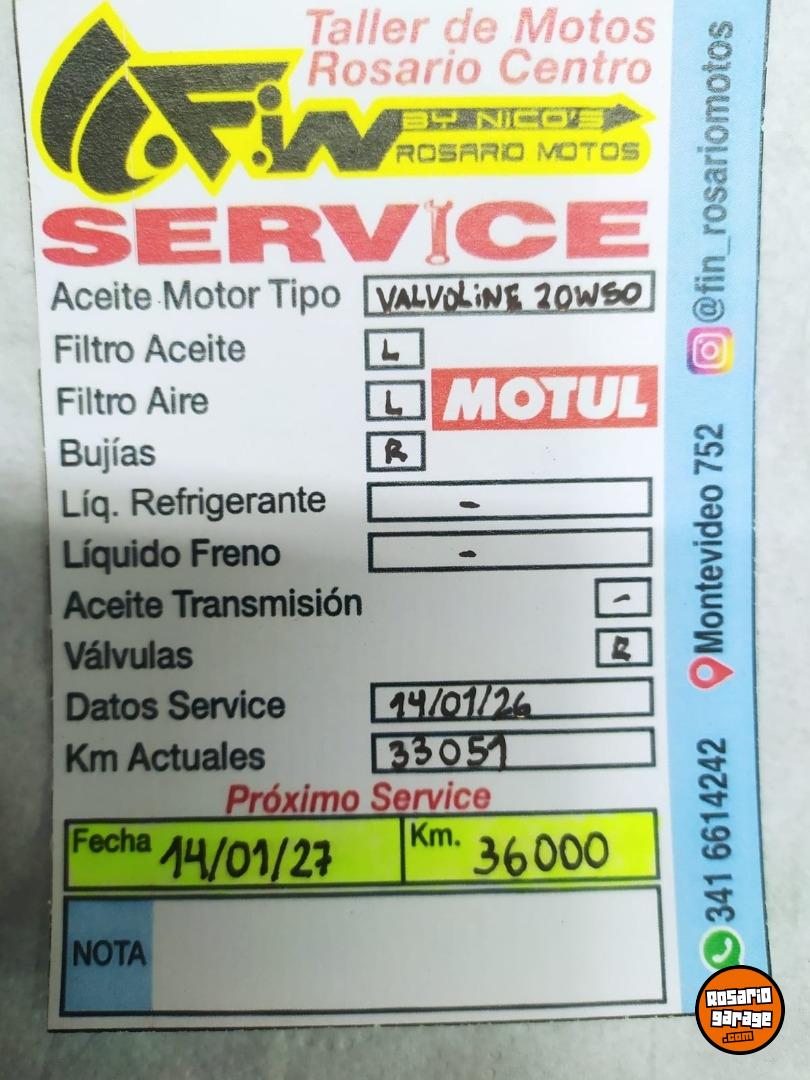 Taller de Motos
Rosario Centro
Fin BY NICO'S
ROSARIO MOTOS
SERVICE
Aceite Motor Tipo VALVOLINE 20W50
Filtro Aceite L
Filtro Aire L
MOTUL
Bujías R
Líq. Refrigerante -
Líquido Freno -
Aceite Transmisión -
Válvulas R
Datos Service 14/01/26
Km Actuales 33051
Próximo Service
Fecha 14/01/27 Km. 36000
NOTA
@fin_rosariomotos
Montevideo 752
341 6614242
Rosario
garage
.com